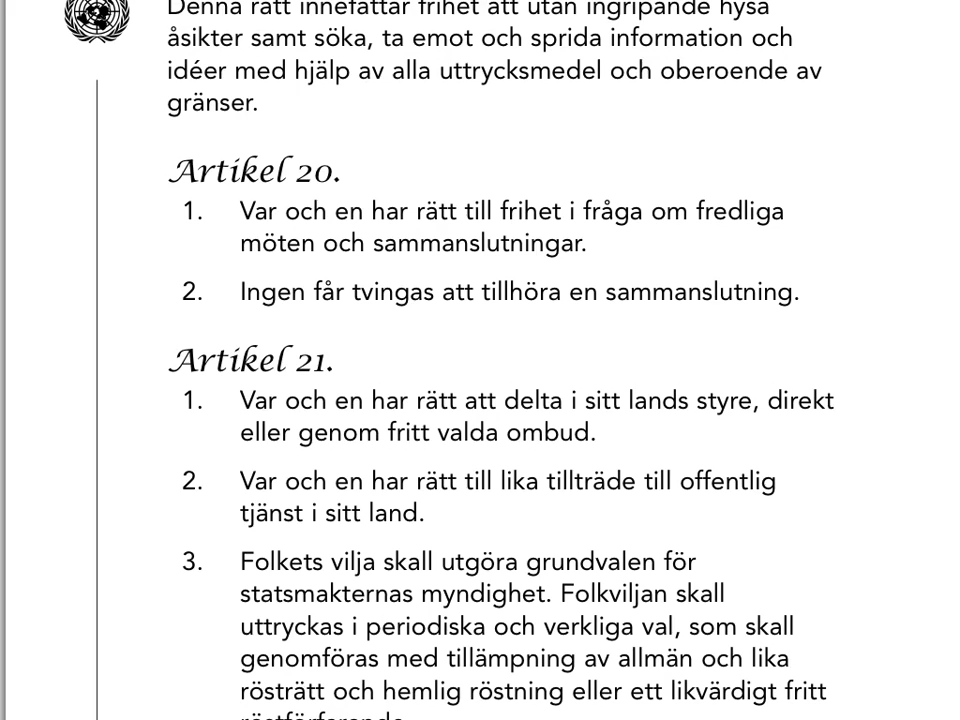 Denna rätt innefattar frihet att utan ingripande hysa
åsikter samt söka, ta emot och sprida information och
idéer med hjälp av alla uttrycksmedel och oberoende av
gränser.
Artikel 20.
1. Var och en har rätt till frihet i fråga om fredliga
möten och sammanslutningar.
2. Ingen får tvingas att tillhöra en sammanslutning.
Artikel 21.
1. Var och en har rätt att delta i sitt lands styre, direkt
eller genom fritt valda ombud.
2. Var och en har rätt till lika tillträde till offentlig
tjänst i sitt land.
3. Folkets vilja skall utgöra grundvalen för
statsmakternas myndighet. Folkviljan skall
uttryckas i periodiska och verkliga val, som skall
genomföras med tillämpning av allmän och lika
rösträtt och hemlig röstning eller ett likvärdigt fritt